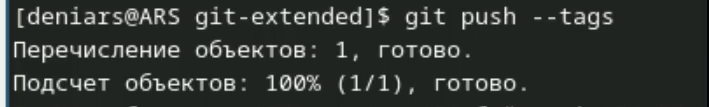 [deniars@ARS git-extended]$ git push --tags
Перечисление объектов: 1, готово.
Подсчет объектов: 100% (1/1), готово.